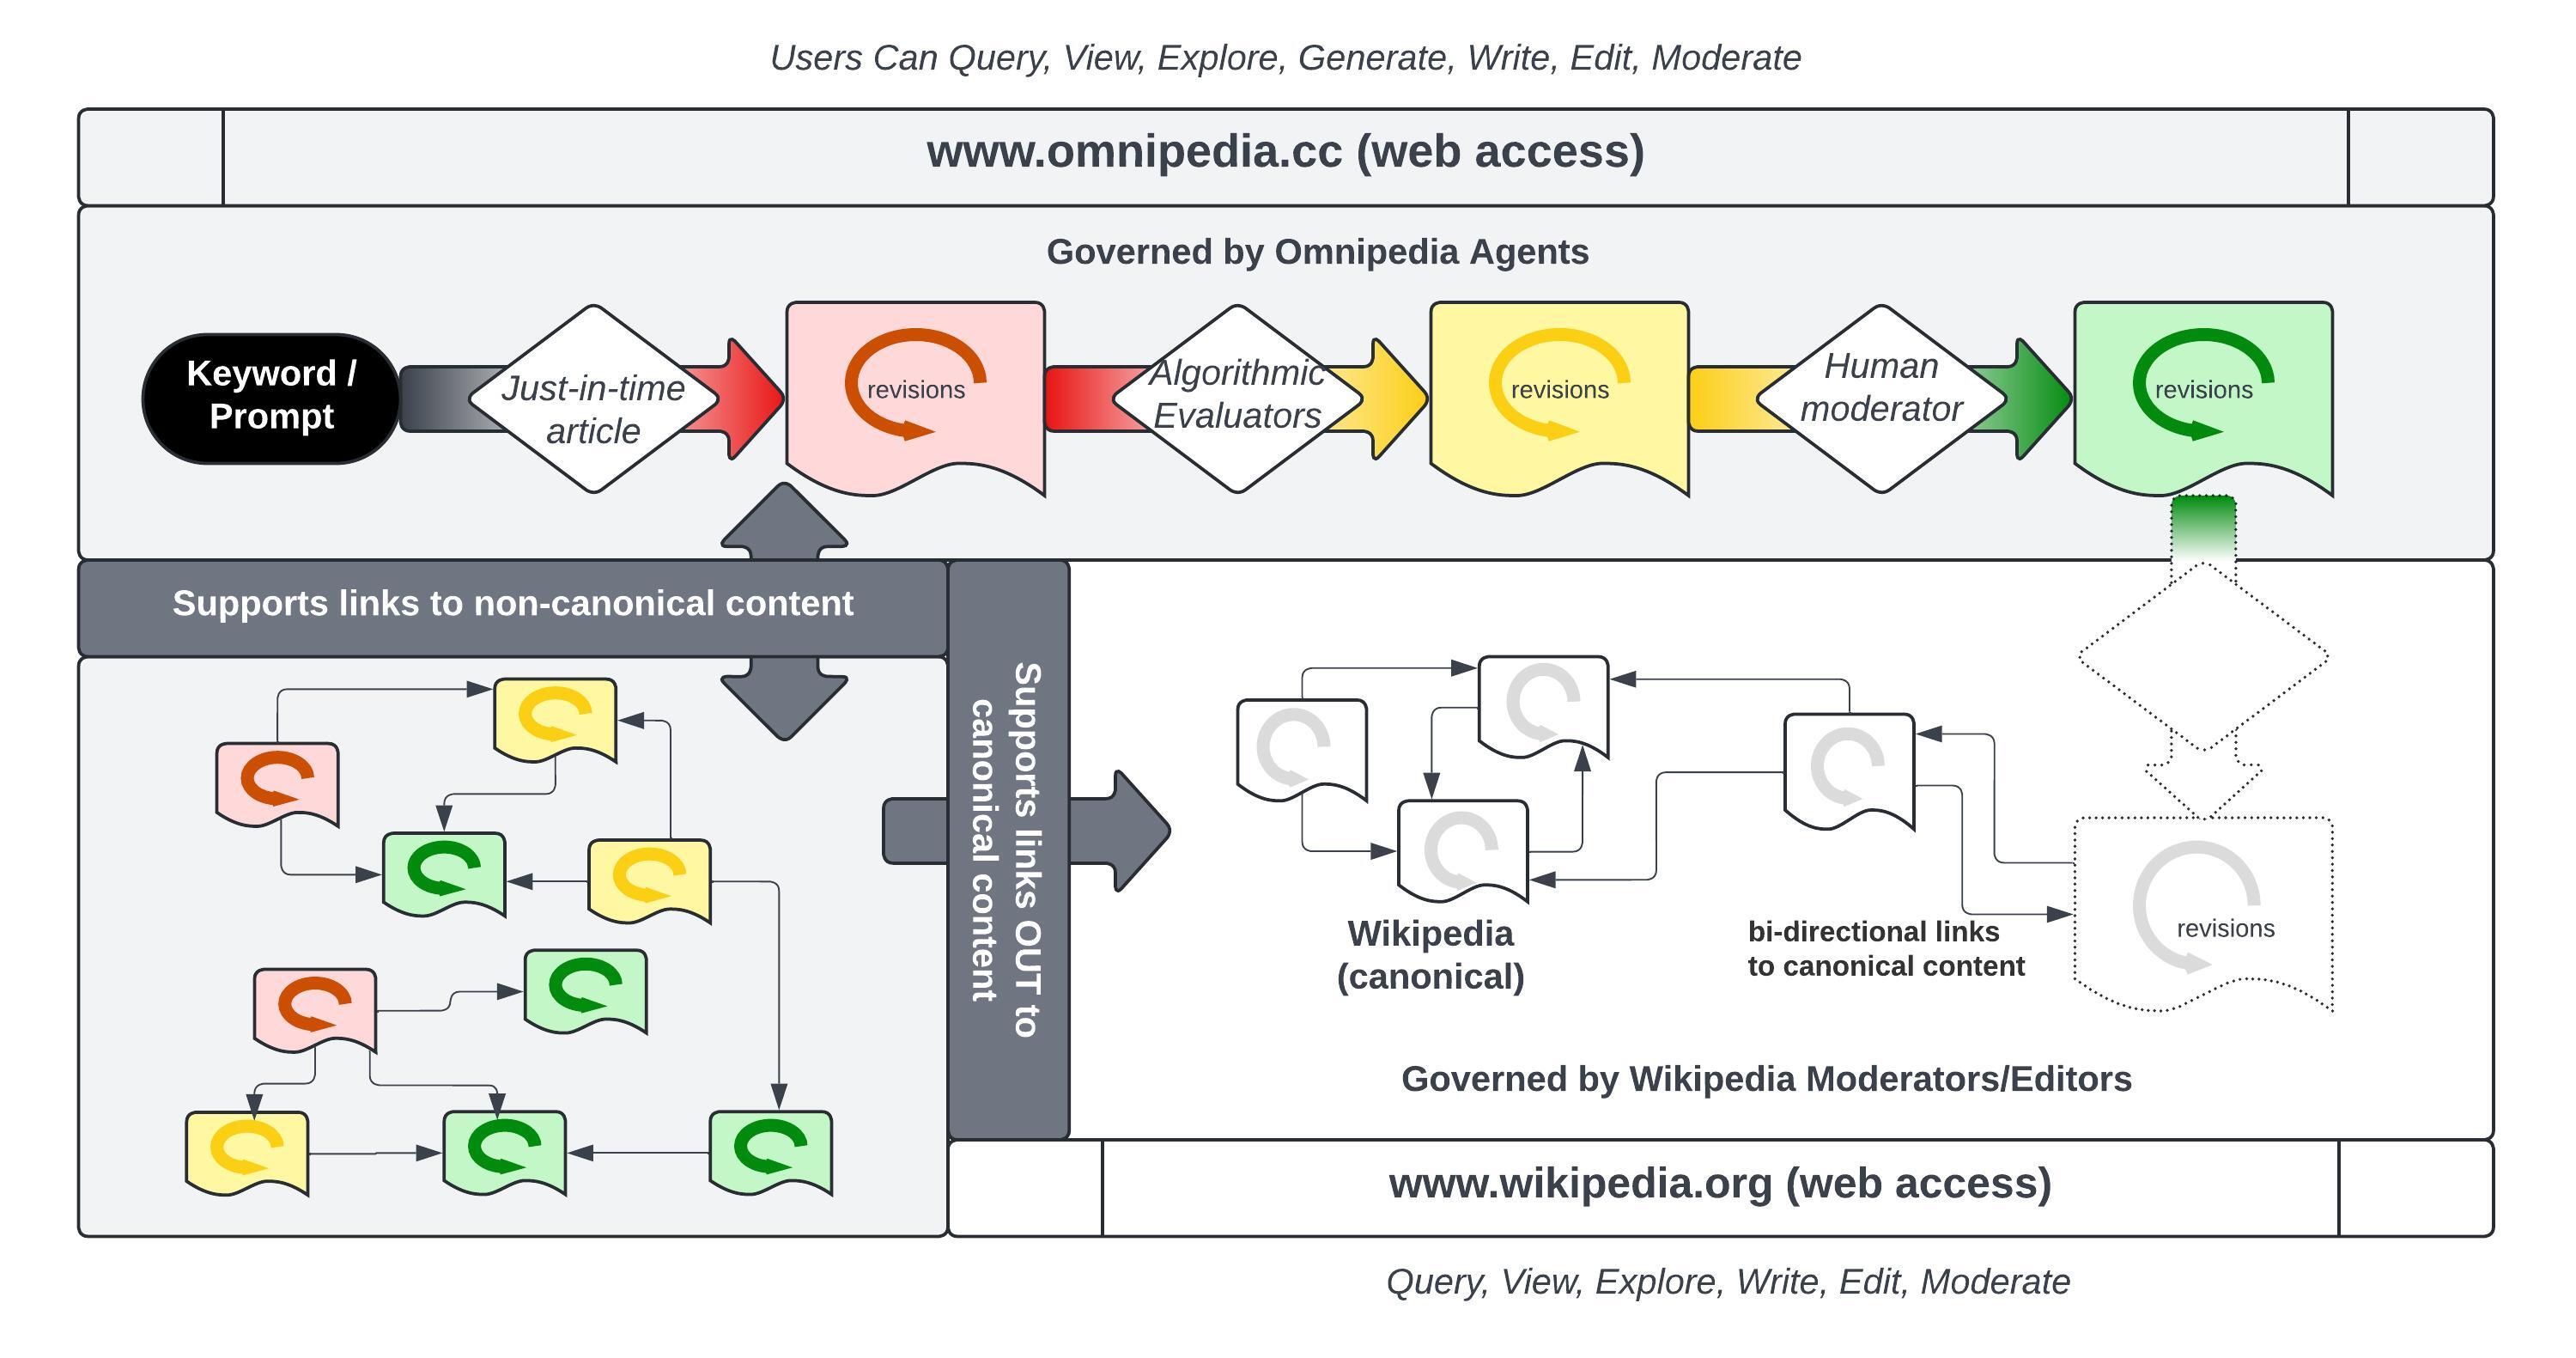 Users Can Query, View, Explore, Generate, Write, Edit, Moderate
www.omnipedia.cc (web access)
Governed by Omnipedia Agents
Keyword /
Prompt
Just-in-time
article
revisions
Algorithmic
Evaluators
revisions
Human
moderator
revisions
Supports links to non-canonical content
Supports links OUT to
canonical content
Wikipedia
(canonical)
bi-directional links
to canonical content
revisions
Governed by Wikipedia Moderators/Editors
www.wikipedia.org (web access)
Query, View, Explore, Write, Edit, Moderate